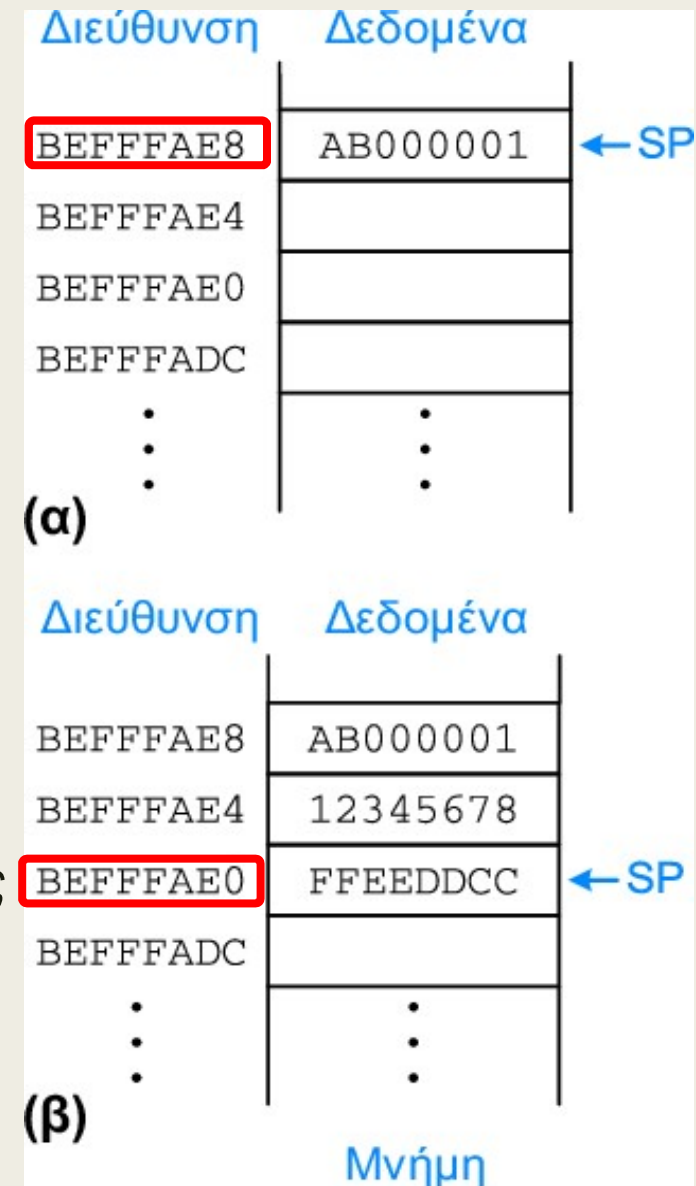 Διεύθυνση Δεδομένα
BEFFFAE8 AB000001 ←SP
BEFFFAE4
BEFFFAE0
BEFFFADC
(α)
Διεύθυνση Δεδομένα
BEFFFAE8 AB000001
BEFFFAE4 12345678
BEFFFAE0 FFEEDDCC ←SP
BEFFFADC
(β)
Μνήμη